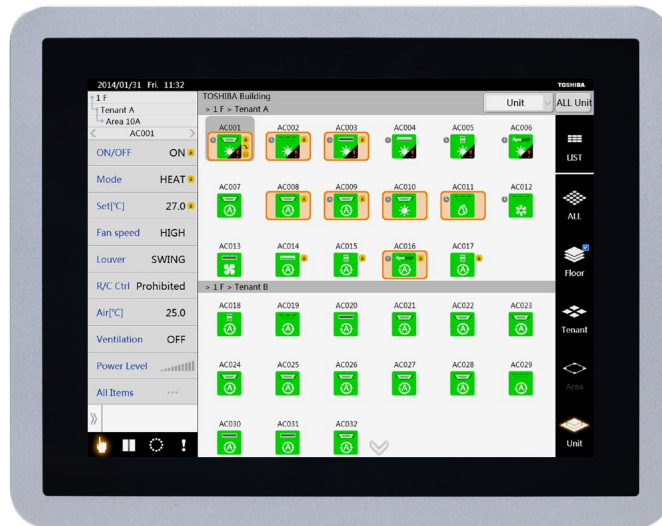 2014/01/31 Fri. 11:32
TOSHIBA
1 F
Tenant A
Area 10A
AC001
ON/OFF ON
Mode HEAT
Set[°C] 27.0
Fan speed HIGH
Louver SWING
R/C Ctrl Prohibited
Air[°C] 25.0
Ventilation OFF
Power Level
All Items ...
TOSHIBA Building
> 1 F > Tenant A
Unit
ALL Unit
AC001 AC002 AC003 AC004 AC005 AC006
AC007 AC008 AC009 AC010 AC011 AC012
AC013 AC014 AC015 AC016 AC017
> 1 F > Tenant B
AC018 AC019 AC020 AC021 AC022 AC023
AC024 AC025 AC026 AC027 AC028 AC029
AC030 AC031 AC032
LIST
ALL
Floor
Tenant
Area
Unit